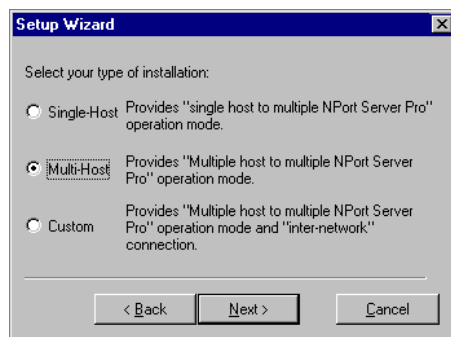 Setup Wizard
Select your type of installation:
Single-Host Provides "single host to multiple NPort Server Pro"
operation mode.
Multi-Host Provides "Multiple host to multiple NPort Server
Pro" operation mode.
Custom Provides "Multiple host to multiple NPort Server
Pro" operation mode and "inter-network"
connection.
< Back Next > Cancel